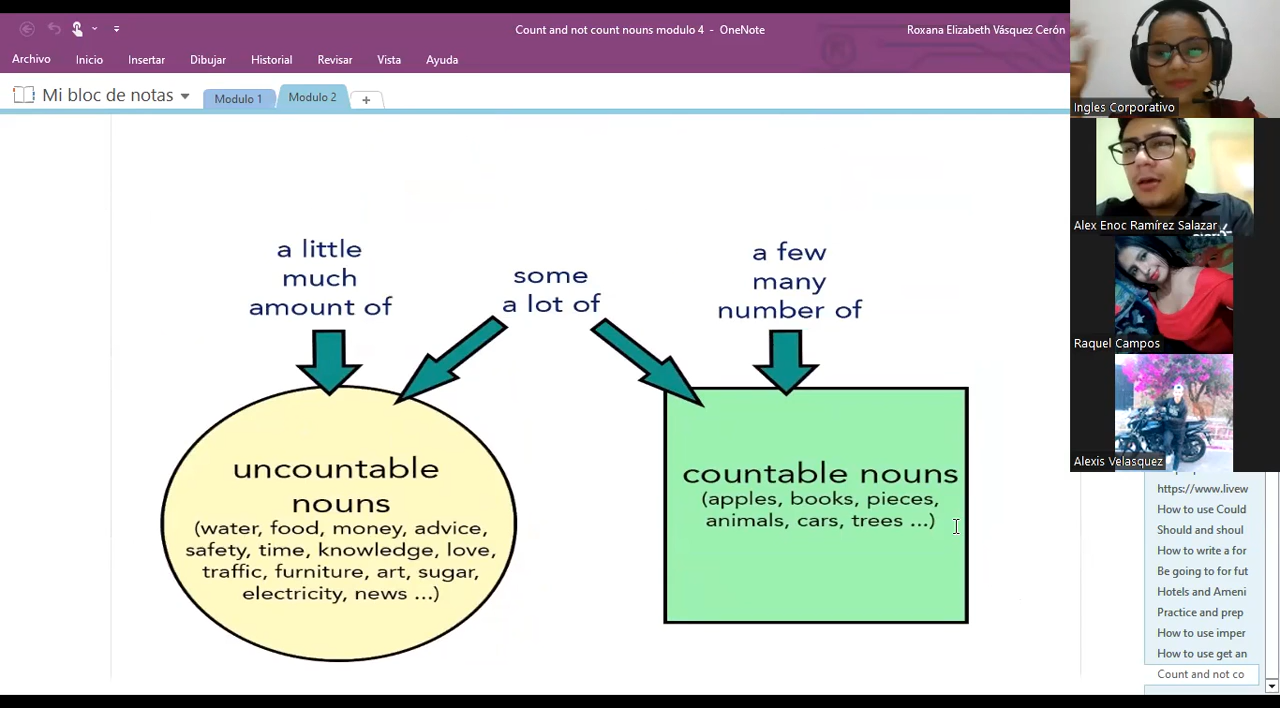 Count and not count nouns modulo 4 - OneNote
Roxana Elizabeth Vásquez Cerón
Archivo
Inicio
Insertar
Dibujar
Historial
Revisar
Vista
Ayuda
Mi bloc de notas
Modulo 1
Modulo 2
a little
much
amount of
some
a lot of
a few
many
number of
uncountable
nouns
(water, food, money, advice,
safety, time, knowledge, love,
traffic, furniture, art, sugar,
electricity, news ...)
countable nouns
(apples, books, pieces,
animals, cars, trees ...)
Ingles Corporativo
Alex Enoc Ramírez Salazar
Raquel Campos
Alexis Velasquez
https://www.livew
How to use Could
Should and shoul
How to write a for
Be going to for fut
Hotels and Ameni
Practice and prep
How to use imper
How to use get an
Count and not co